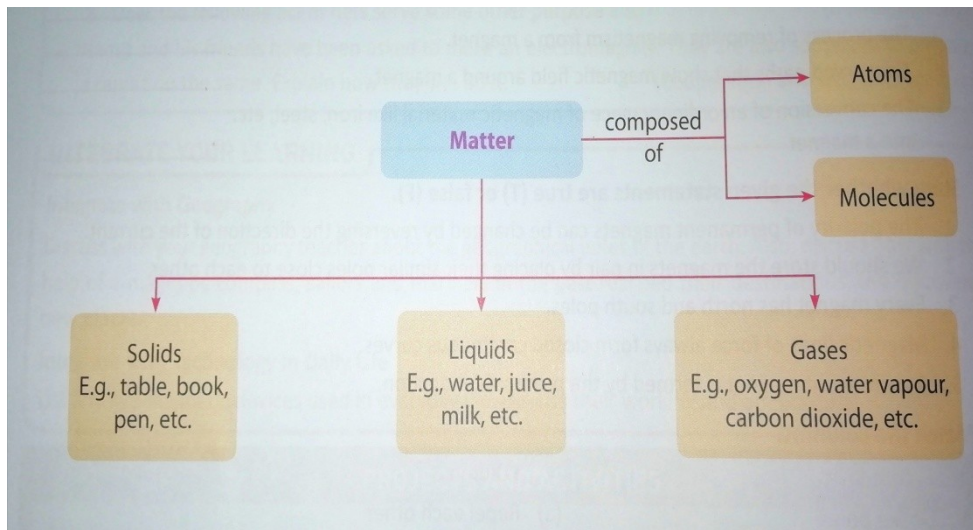 Atoms
Matter
composed
of
Molecules
Solids
E.g., table, book,
pen, etc.
Liquids
E.g., water, juice,
milk, etc.
Gases
E.g., oxygen, water vapour,
carbon dioxide, etc.